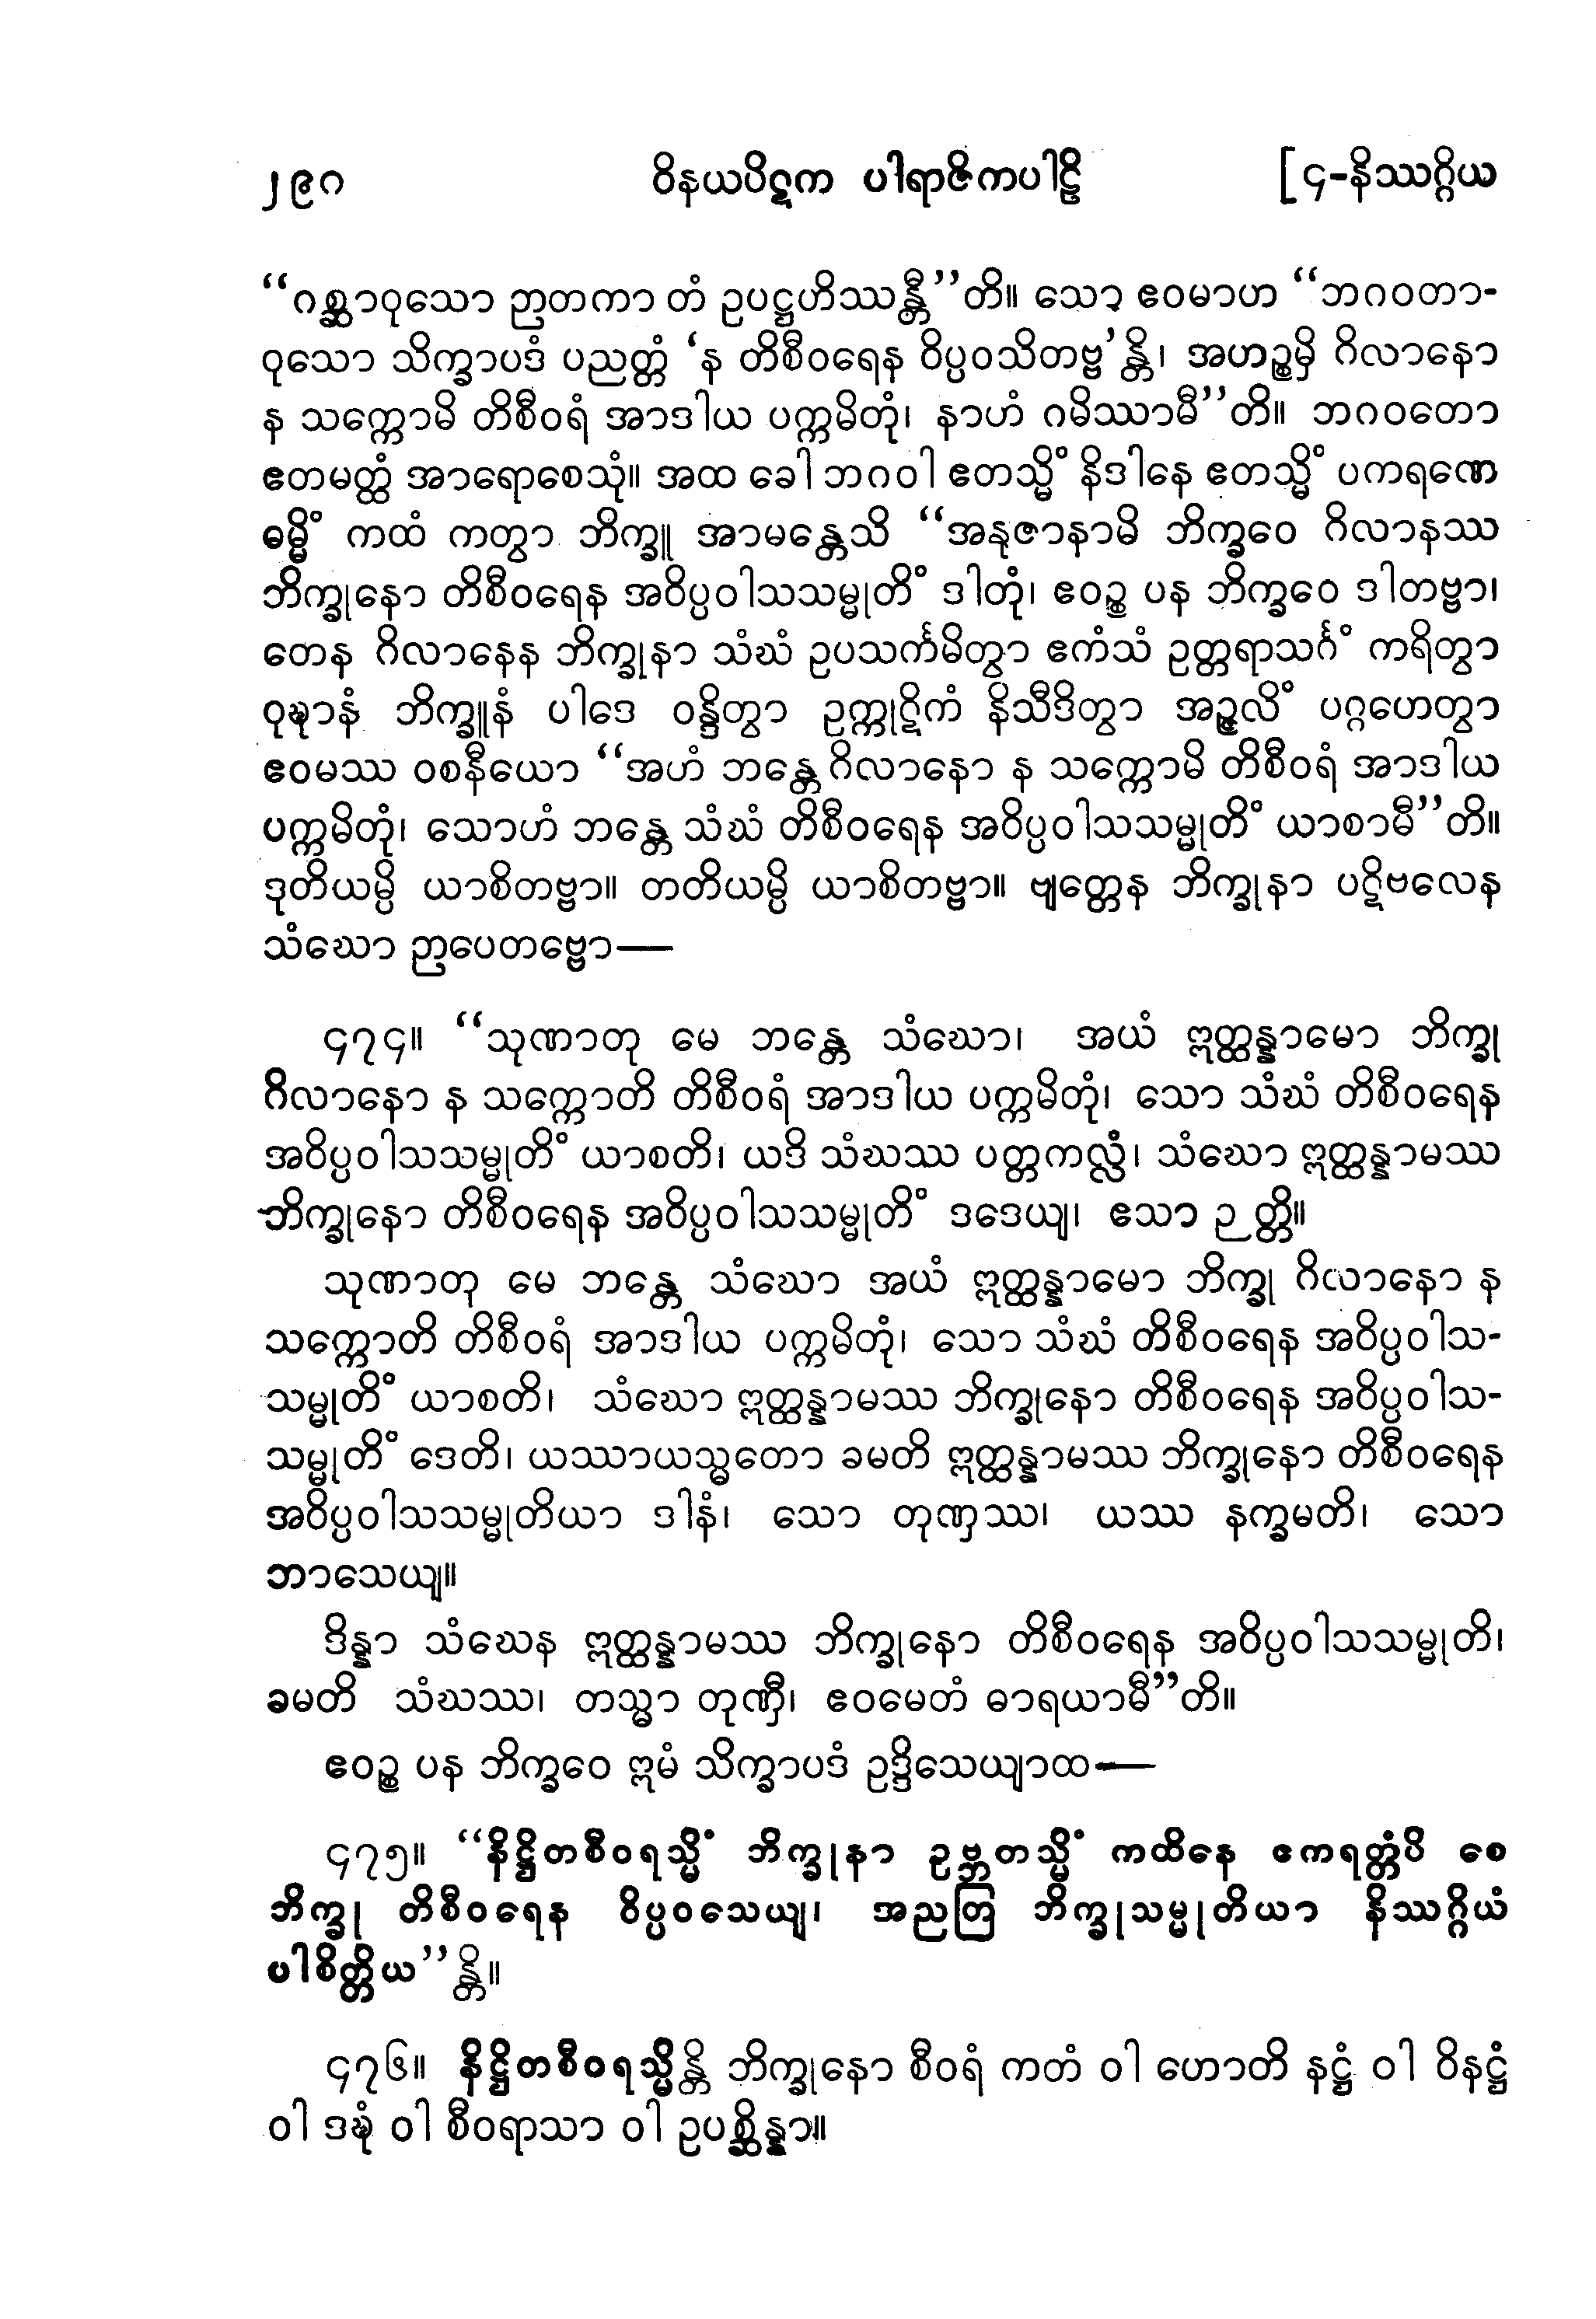 ၂၉၈ ဝိနယပိဋက ပါရာဇိကပါဠိ [၄-နိဿဂ္ဂိယ
“ဂစ္ဆာဝုသော ဉာတကာ တံ ဥပဋ္ဌဟိဿန္တီ”တိ။ သော ဧဝမာဟ “ဘဂဝတာ-
ဝုသော သိက္ခာပဒံ ပညတ္တံ ‘န တိစီဝရေန ဝိပ္ပဝသိတဗ္ဗ’န္တိ၊ အဟဉ္စမှိ ဂိလာနော
န သက္ကောမိ တိစီဝရံ အာဒါယ ပက္ကမိတုံ၊ နာဟံ ဂမိဿာမီ”တိ။ ဘဂဝတော
ဧတမတ္ထံ အာရောစေသုံ။ အထ ခေါ ဘဂဝါ ဧတသ္မိံ နိဒါနေ ဧတသ္မိံ ပကရဏေ
ဓမ္မိံ ကထံ ကတွာ ဘိက္ခူ အာမန္တေသိ “အနုဇာနာမိ ဘိက္ခဝေ ဂိလာနဿ
ဘိက္ခုနော တိစီဝရေန အဝိပ္ပဝါသသမ္မုတိံ ဒါတုံ၊ ဧဝဉ္စ ပန ဘိက္ခဝေ ဒါတဗ္ဗာ၊
တေန ဂိလာနေန ဘိက္ခုနာ သံဃံ ဥပသင်္ကမိတွာ ဧကံသံ ဥတ္တရာသင်္ဂံ ကရိတွာ
ဝုဍ္ဎာနံ ဘိက္ခူနံ ပါဒေ ဝန္ဒိတွာ ဥက္ကုဋိကံ နိသီဒိတွာ အဉ္ဇလိံ ပဂ္ဂဟေတွာ
ဧဝမဿ ဝစနီယော “အဟံ ဘန္တေ ဂိလာနော န သက္ကောမိ တိစီဝရံ အာဒါယ
ပက္ကမိတုံ၊ သောဟံ ဘန္တေ သံဃံ တိစီဝရေန အဝိပ္ပဝါသသမ္မုတိံ ယာစာမီ”တိ။
ဒုတိယမ္ပိ ယာစိတဗ္ဗာ။ တတိယမ္ပိ ယာစိတဗ္ဗာ။ ဗျတ္တေန ဘိက္ခုနာ ပဋိဗလေန
သံဃော ဉာပေတဗ္ဗော—
၄၇၄။ “သုဏာတု မေ ဘန္တေ သံဃော၊ အယံ ဣတ္ထန္နာမော ဘိက္ခု
ဂိလာနော န သက္ကောတိ တိစီဝရံ အာဒါယ ပက္ကမိတုံ၊ သော သံဃံ တိစီဝရေန
အဝိပ္ပဝါသသမ္မုတိံ ယာစတိ၊ ယဒိ သံဃဿ ပတ္တကလ္လံ၊ သံဃော ဣတ္ထန္နာမဿ
ဘိက္ခုနော တိစီဝရေန အဝိပ္ပဝါသသမ္မုတိံ ဒဒေယျ၊ ဧသာ ဉတ္တိ။
သုဏာတု မေ ဘန္တေ သံဃော အယံ ဣတ္ထန္နာမော ဘိက္ခု ဂိလာနော န
သက္ကောတိ တိစီဝရံ အာဒါယ ပက္ကမိတုံ၊ သော သံဃံ တိစီဝရေန အဝိပ္ပဝါသ-
သမ္မုတိံ ယာစတိ၊ သံဃော ဣတ္ထန္နာမဿ ဘိက္ခုနော တိစီဝရေန အဝိပ္ပဝါသ-
သမ္မုတိံ ဒေတိ၊ ယဿာယသ္မတော ခမတိ ဣတ္ထန္နာမဿ ဘိက္ခုနော တိစီဝရေန
အဝိပ္ပဝါသသမ္မုတိယာ ဒါနံ၊ သော တုဏှဿ၊ ယဿ နက္ခမတိ၊ သော
ဘာသေယျ။
ဒိန္နာ သံဃေန ဣတ္ထန္နာမဿ ဘိက္ခုနော တိစီဝရေန အဝိပ္ပဝါသသမ္မုတိ၊
ခမတိ သံဃဿ၊ တသ္မာ တုဏှီ၊ ဧဝမေတံ ဓာရယာမီ”တိ။
ဧဝဉ္စ ပန ဘိက္ခဝေ ဣမံ သိက္ခာပဒံ ဥဒ္ဒိသေယျာထ—
၄၇၅။ “နိဋ္ဌိတစီဝရသ္မိံ ဘိက္ခုနာ ဥဗ္ဘတသ္မိံ ကထိနေ ဧကရတ္တံပိ စေ
ဘိက္ခု တိစီဝရေန ဝိပ္ပဝသေယျ၊ အညတြ ဘိက္ခုသမ္မုတိယာ နိဿဂ္ဂိယံ
ပါစိတ္တိယ”န္တိ။
၄၇၆။ နိဋ္ဌိတစီဝရသ္မိန္တိ ဘိက္ခုနော စီဝရံ ကတံ ဝါ ဟောတိ နဋ္ဌံ ဝါ ဝိနဋ္ဌံ
ဝါ ဒဍ္ဎံ ဝါ စီဝရာသာ ဝါ ဥပစ္ဆိန္နာ။